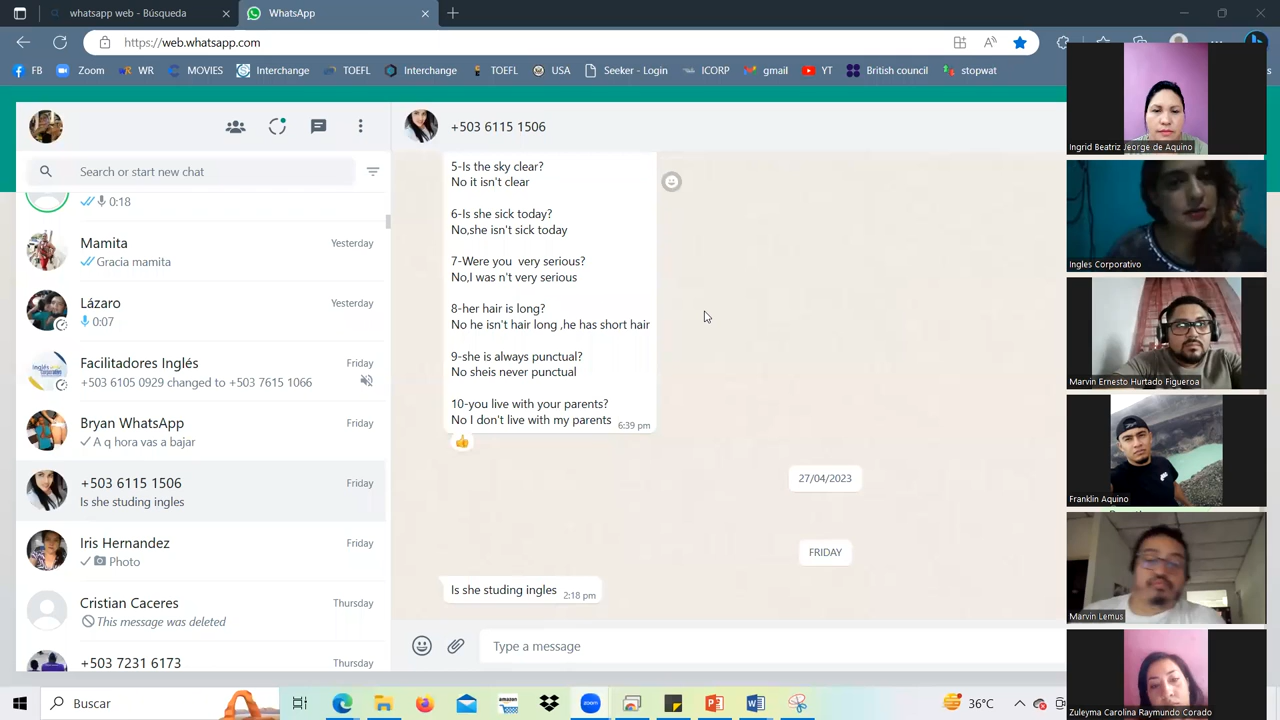 whatsapp web - Búsqueda
WhatsApp
https://web.whatsapp.com
FB
Zoom
WR
MOVIES
Interchange
TOEFL
Interchange
TOEFL
USA
Seeker - Login
ICORP
gmail
YT
British council
stopwat
Search or start new chat
0:18
Mamita
Yesterday
Gracia mamita
Lázaro
Yesterday
0:07
Facilitadores Inglés
Friday
+503 6105 0929 changed to +503 7615 1066
Bryan WhatsApp
Friday
A q hora vas a bajar
+503 6115 1506
Friday
Is she studing ingles
Iris Hernandez
Friday
Photo
Cristian Caceres
Thursday
This message was deleted
+503 7231 6173
Thursday
+503 6115 1506
5-Is the sky clear?
No it isn't clear
6-Is she sick today?
No,she isn't sick today
7-Were you very serious?
No,I was n't very serious
8-her hair is long?
No he isn't hair long ,he has short hair
9-she is always punctual?
No sheis never punctual
10-you live with your parents?
No I don't live with my parents
6:39 pm
27/04/2023
FRIDAY
Is she studing ingles
2:18 pm
Type a message
Ingrid Beatriz Jeorge de Aquino
Ingles Corporativo
Marvin Ernesto Hurtado Figueroa
Franklin Aquino
Marvin Lemus
Zuleyma Carolina Raymundo Corado
Buscar
amazon
zoom
36°C